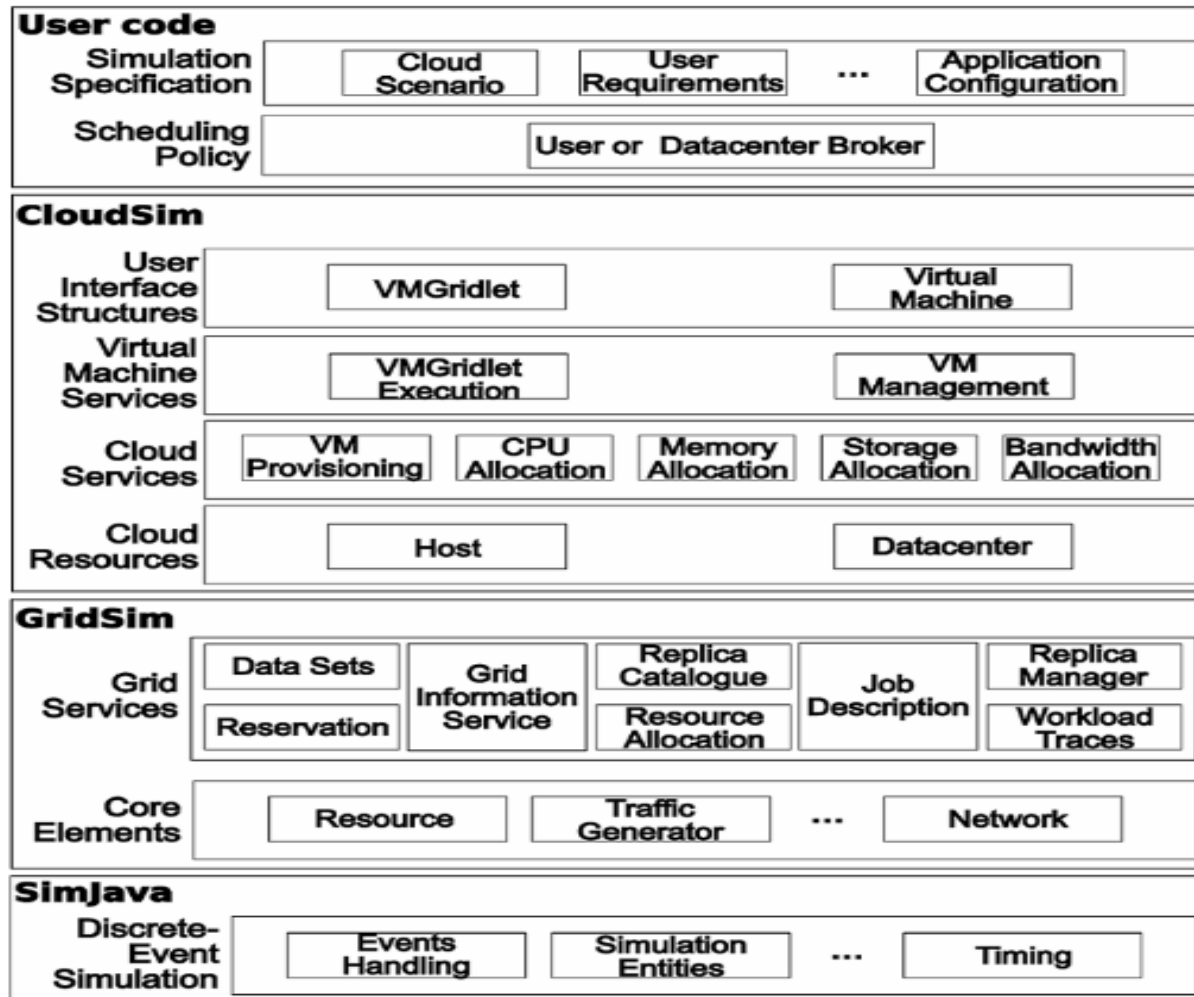 User code
Simulation
Specification
Cloud
Scenario
User
Requirements
...
Application
Configuration
Scheduling
Policy
User or Datacenter Broker
CloudSim
User
Interface
Structures
VMGridlet
Virtual
Machine
Virtual
Machine
Services
VMGridlet
Execution
VM
Management
Cloud
Services
VM
Provisioning
CPU
Allocation
Memory
Allocation
Storage
Allocation
Bandwidth
Allocation
Cloud
Resources
Host
Datacenter
GridSim
Grid
Services
Data Sets
Reservation
Grid
Information
Service
Replica
Catalogue
Resource
Allocation
Job
Description
Replica
Manager
Workload
Traces
Core
Elements
Resource
Traffic
Generator
...
Network
SimJava
Discrete-
Event
Simulation
Events
Handling
Simulation
Entities
...
Timing